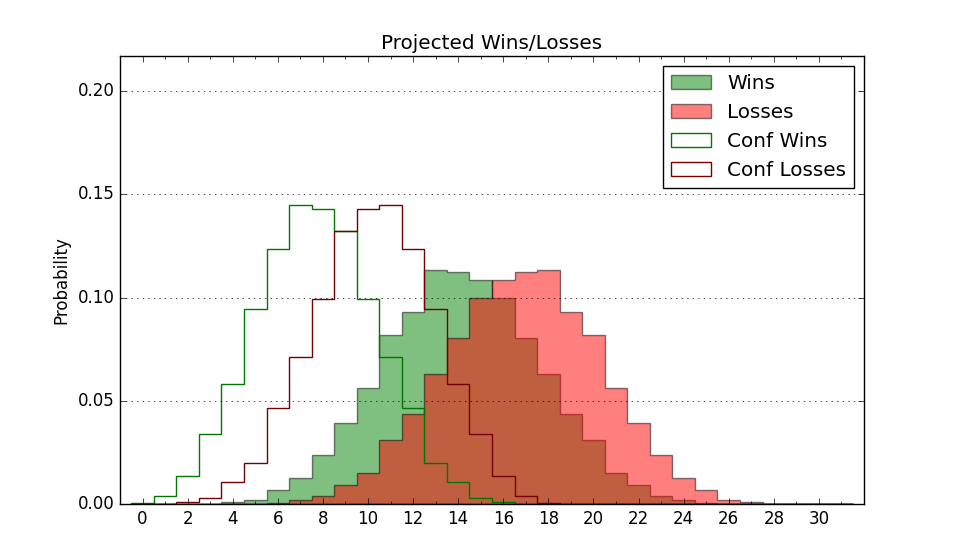 Projected Wins/Losses
Wins
Losses
Conf Wins
Conf Losses
0.20
0.15
0.10
0.05
0.00
Probability
0 2 4 6 8 10 12 14 16 18 20 22 24 26 28 30